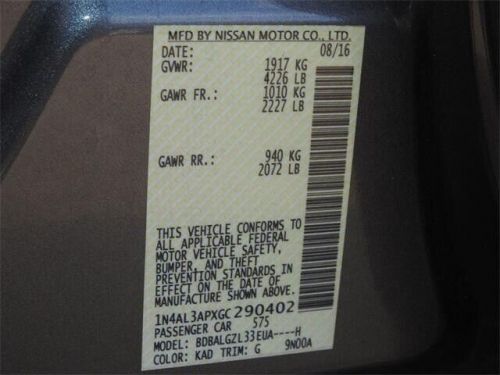 MFD BY NISSAN MOTOR CO., LTD.
DATE: 08/16
GVWR: 1917 KG
4226 LB
GAWR FR.: 1010 KG
2227 LB
GAWR RR.: 940 KG
2072 LB
THIS VEHICLE CONFORMS TO
ALL APPLICABLE FEDERAL
MOTOR VEHICLE SAFETY,
BUMPER, AND THEFT
PREVENTION STANDARDS IN
EFFECT ON THE DATE OF
MANUFACTURE SHOWN ABOVE.
1N4AL3APXGC290402
PASSENGER CAR 575
MODEL: BDBALGZL33EUA----H
COLOR: KAD TRIM: G 9N00A